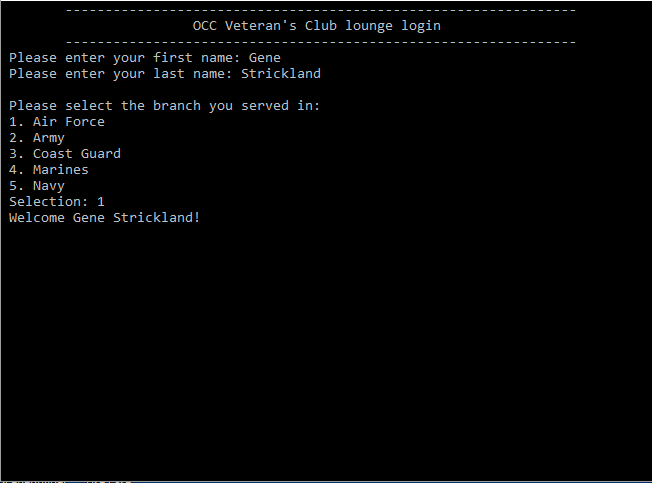 ----------------------------------------------------------------
OCC Veteran's Club lounge login
----------------------------------------------------------------
Please enter your first name: Gene
Please enter your last name: Strickland
Please select the branch you served in:
1. Air Force
2. Army
3. Coast Guard
4. Marines
5. Navy
Selection: 1
Welcome Gene Strickland!